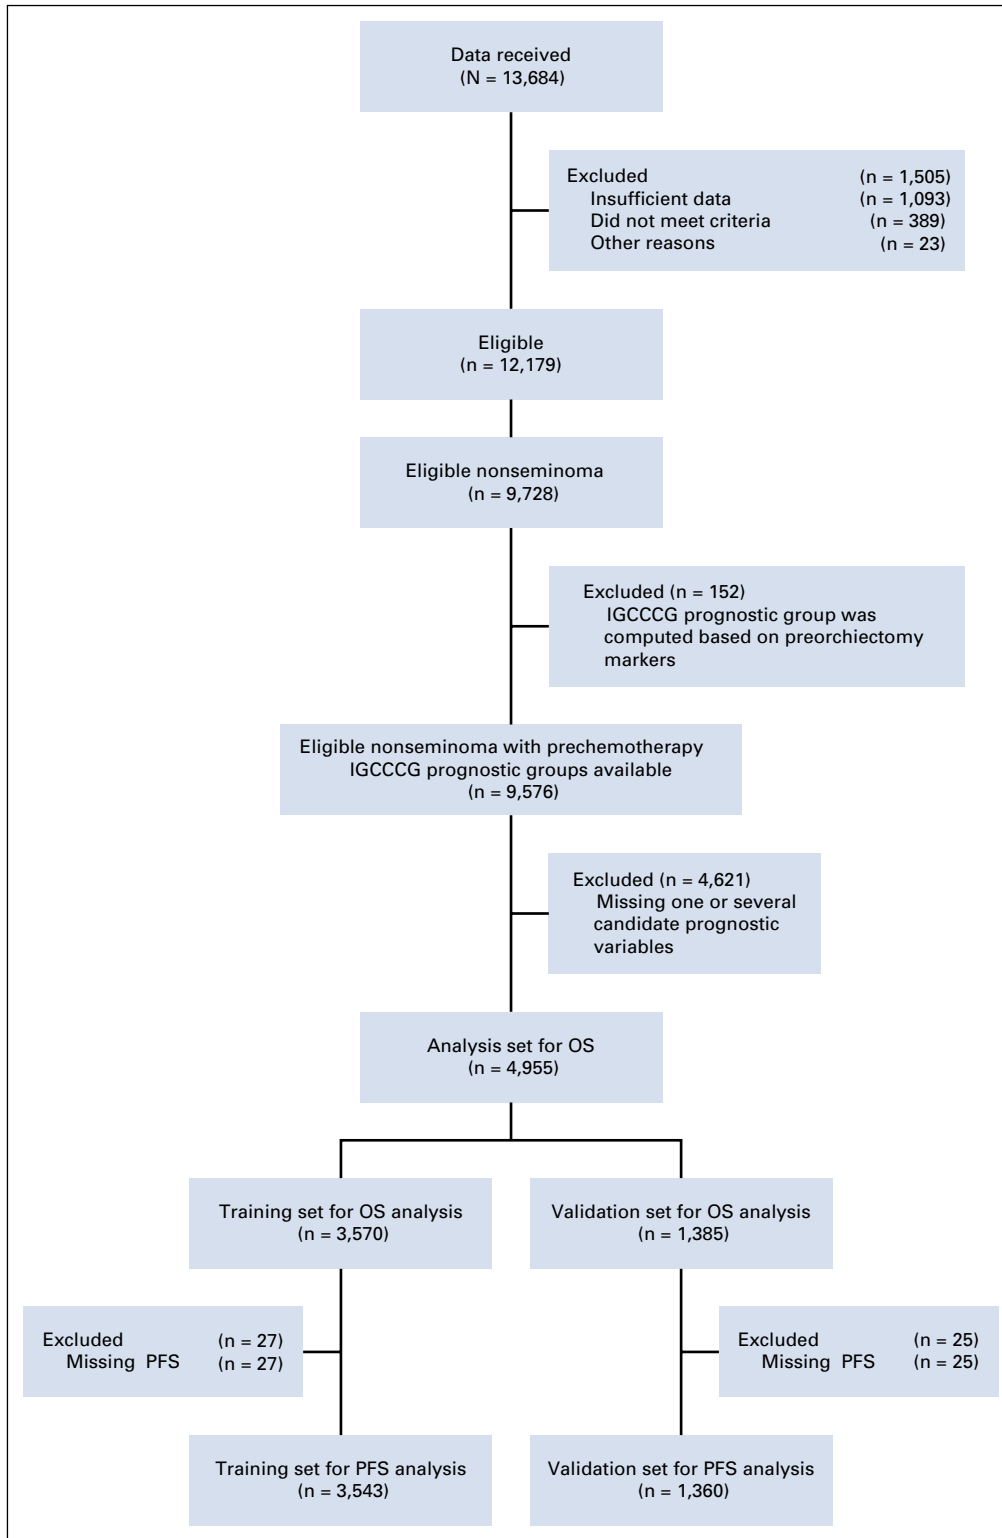 Data received
(N = 13,684)
Excluded (n = 1,505)
Insufficient data (n = 1,093)
Did not meet criteria (n = 389)
Other reasons (n = 23)
Eligible
(n = 12,179)
Eligible nonseminoma
(n = 9,728)
Excluded (n = 152)
IGCCCG prognostic group was
computed based on preorchiectomy
markers
Eligible nonseminoma with prechemotherapy
IGCCCG prognostic groups available
(n = 9,576)
Excluded (n = 4,621)
Missing one or several
candidate prognostic
variables
Analysis set for OS
(n = 4,955)
Training set for OS analysis
(n = 3,570)
Validation set for OS analysis
(n = 1,385)
Excluded (n = 27)
Missing PFS (n = 27)
Excluded (n = 25)
Missing PFS (n = 25)
Training set for PFS analysis
(n = 3,543)
Validation set for PFS analysis
(n = 1,360)